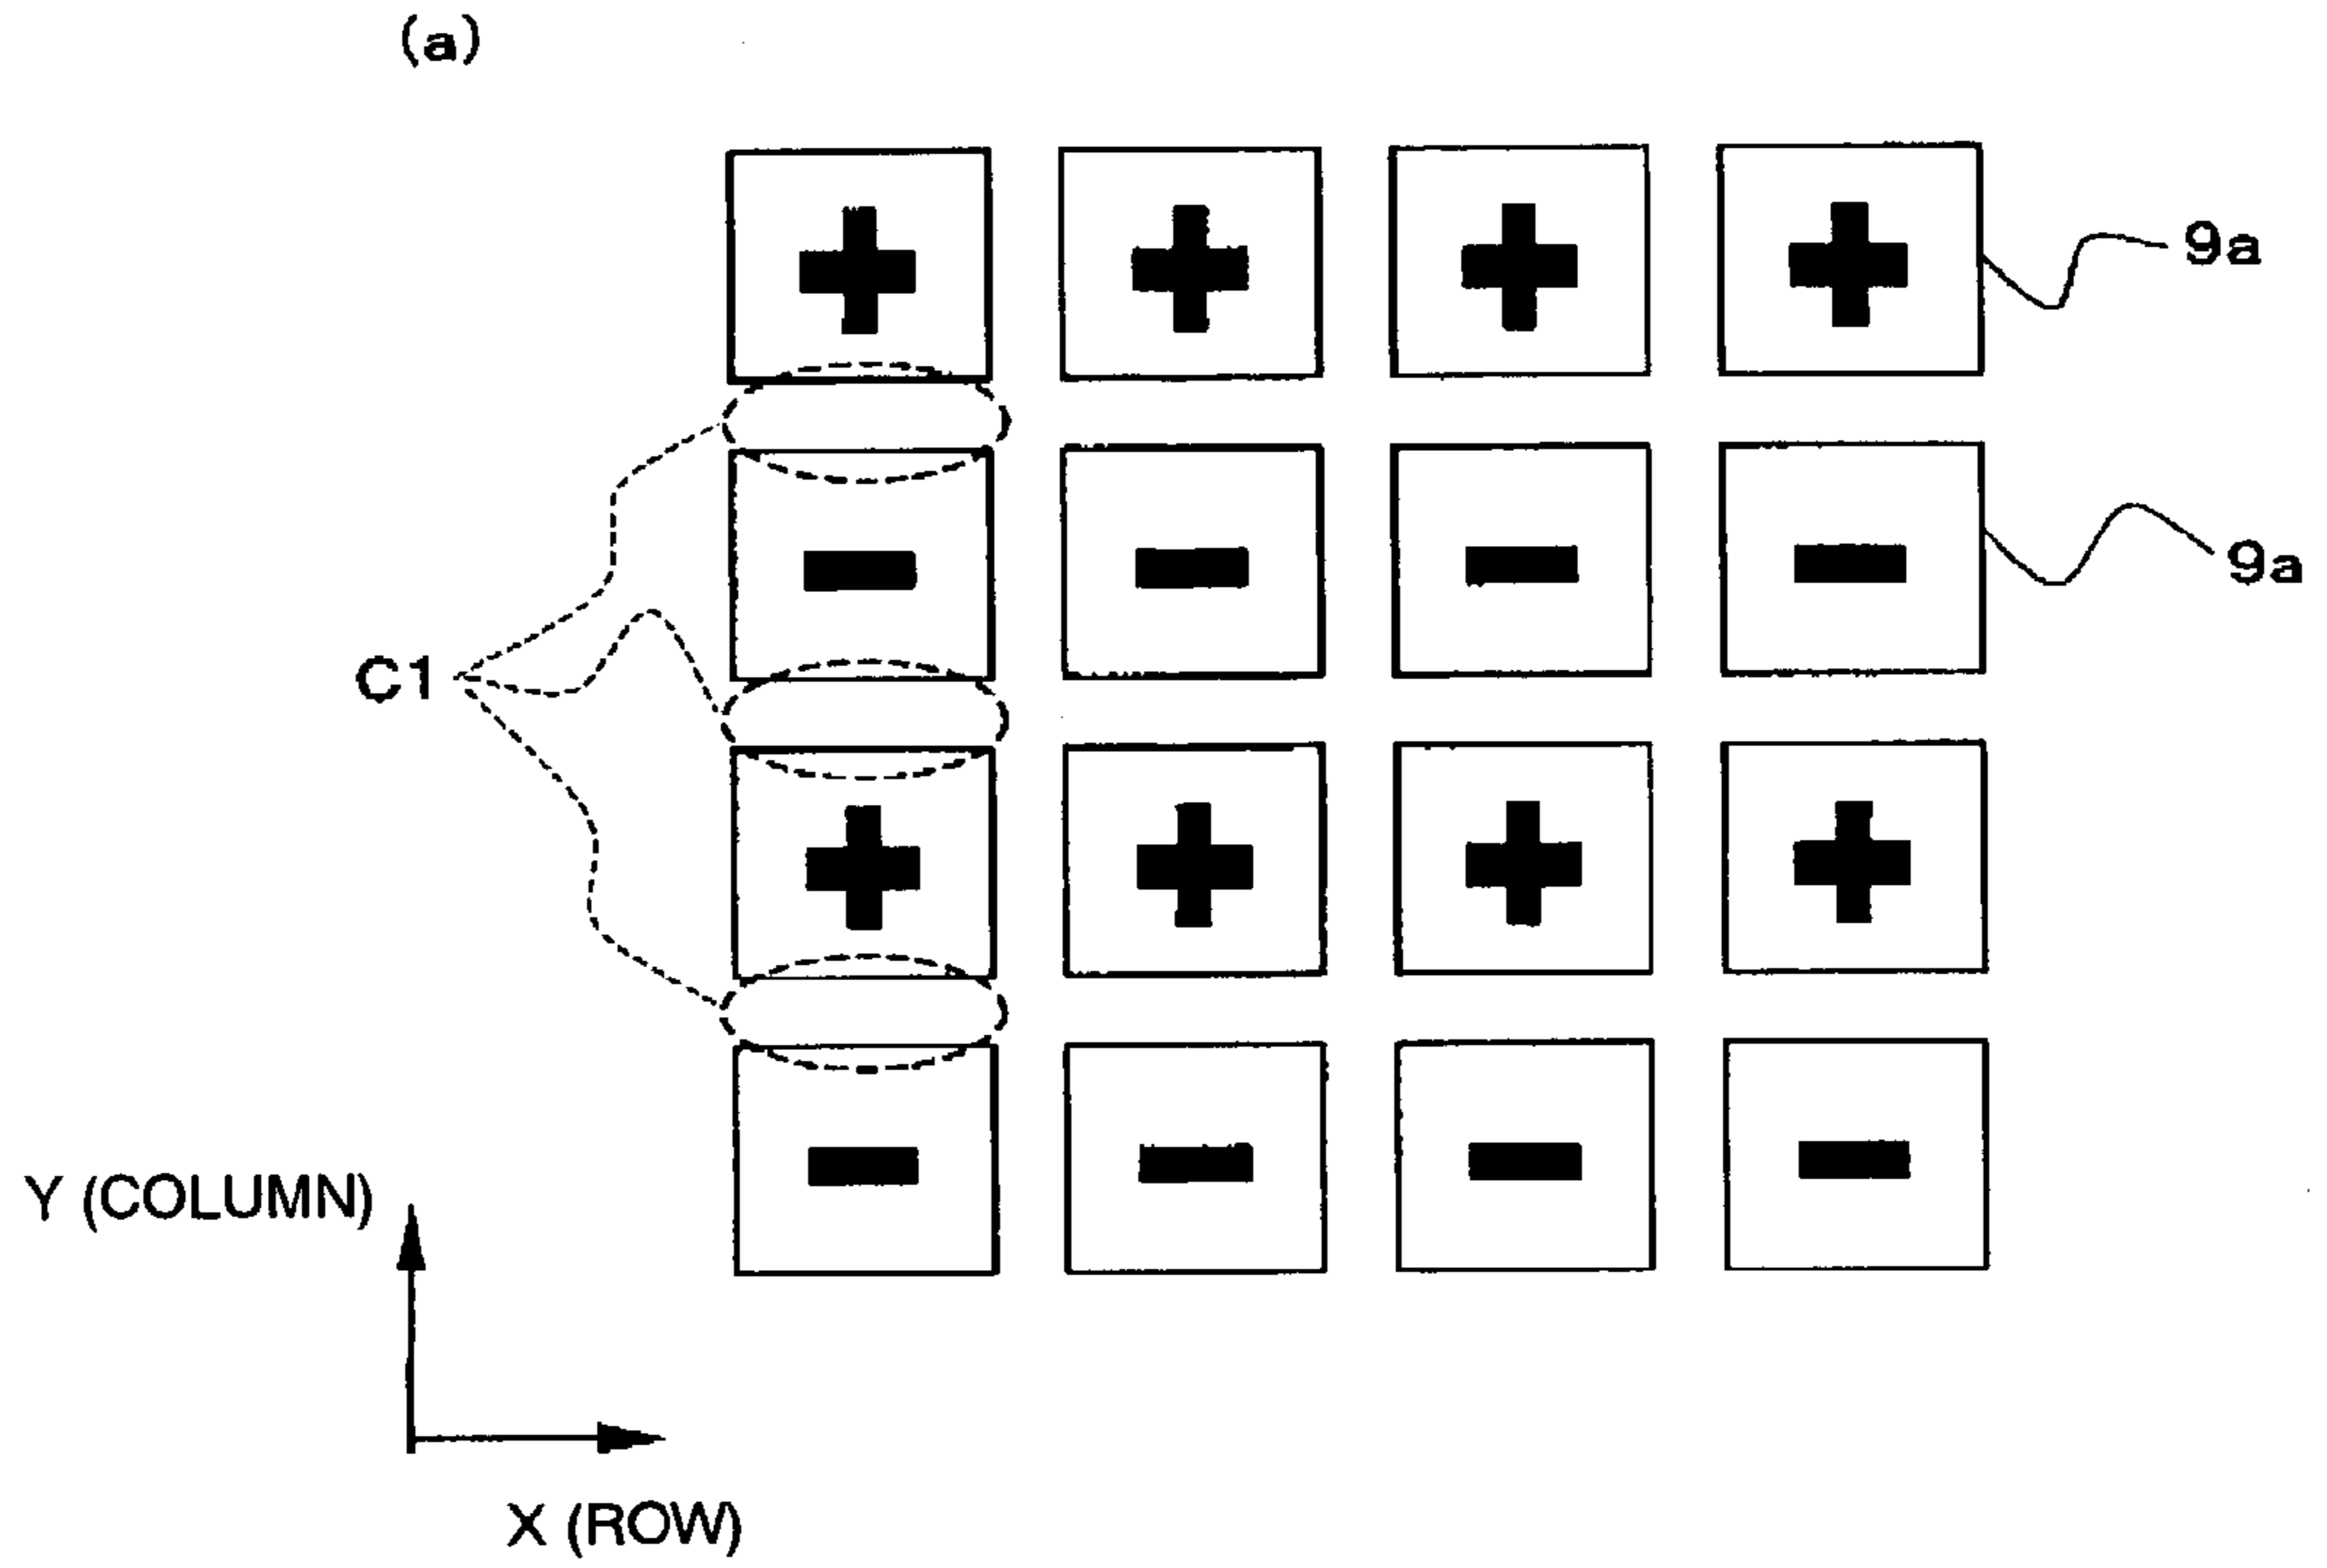 (a)
+ + + +
9a
- - - -
9a
C1
+ + + +
- - - -
Y (COLUMN)
X (ROW)